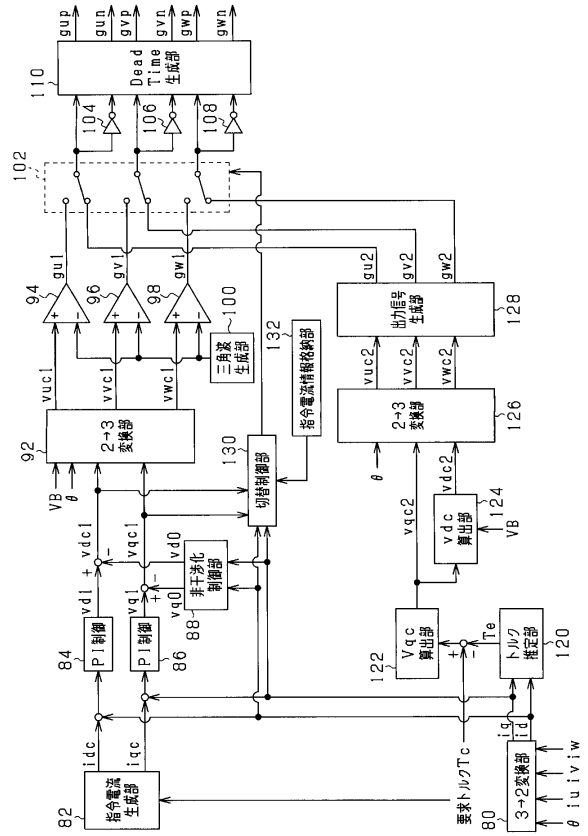 82
指令電流
生成部
idc
iqc
84
PI制御
86
PI制御
vd1
vq1
+
-
+
-
vdc1
vqc1
vq0
vd0
88
非干渉化
制御部
VB
θ
92
2→3
変換部
vuc1
vvc1
vwc1
94
+
-
96
+
-
98
+
-
100
三角波
生成部
gu1
gv1
gw1
102
104
106
108
110
Dead
Time
生成部
gup
gun
gvp
gvn
gwp
gwn
130
切替制御部
132
指令電流情報格納部
要求トルクTc
80
3→2変換部
θ iu iv iw
iq
id
120
トルク
推定部
Te
+
-
122
Vqc
算出部
vqc2
124
vdc
算出部
VB
vdc2
θ
126
2→3
変換部
vuc2
vvc2
vwc2
128
出力信号
生成部
gu2
gv2
gw2